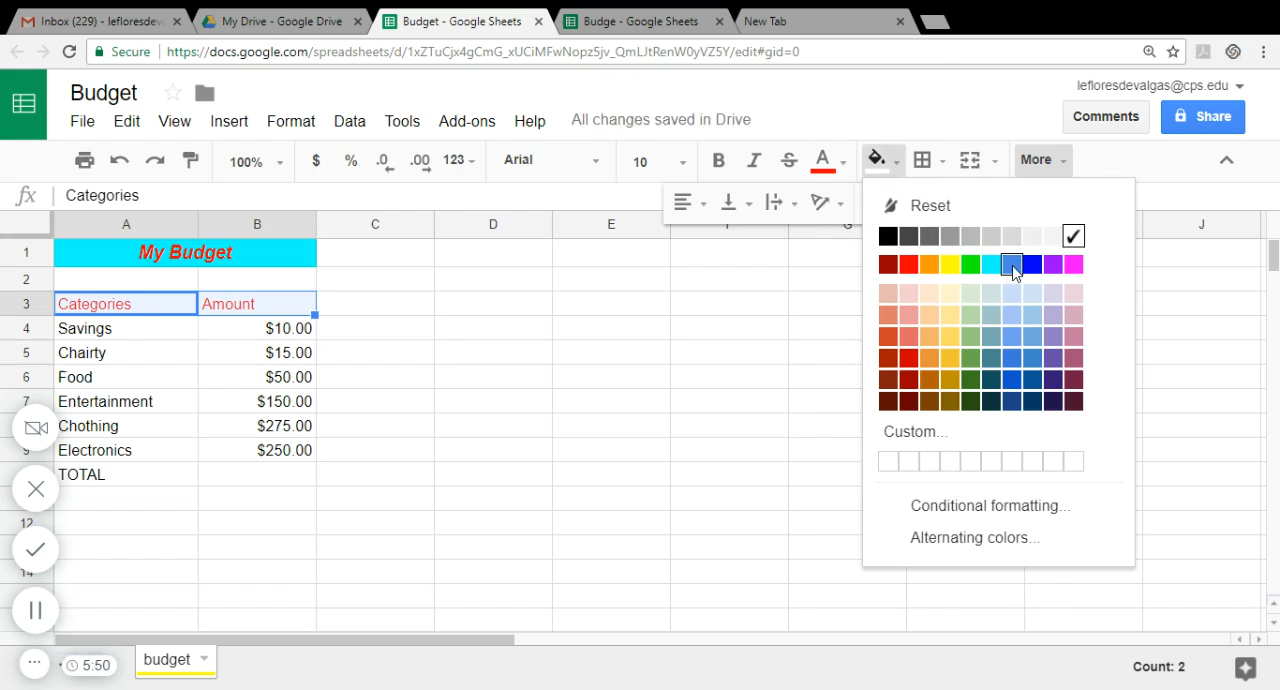 Inbox (229) - lefloresdev
My Drive - Google Drive
Budget - Google Sheets
Budge - Google Sheets
New Tab
Secure
https://docs.google.com/spreadsheets/d/1xZTuCjx4gCmG_xUCiMFwNopz5jv_QmLJtRenW0yVZ5Y/edit#gid=0
Budget
lefloresdevalgas@cps.edu
File Edit View Insert Format Data Tools Add-ons Help All changes saved in Drive
Comments
Share
100% $ % .0 .00 123 Arial 10 B I S A More
fx Categories
A B C D E F G J
1 My Budget
2
3 Categories Amount
4 Savings $10.00
5 Chairty $15.00
6 Food $50.00
7 Entertainment $150.00
Chothing $275.00
9 Electronics $250.00
TOTAL
12
14
Reset
Custom...
Conditional formatting...
Alternating colors...
5:50
budget
Count: 2